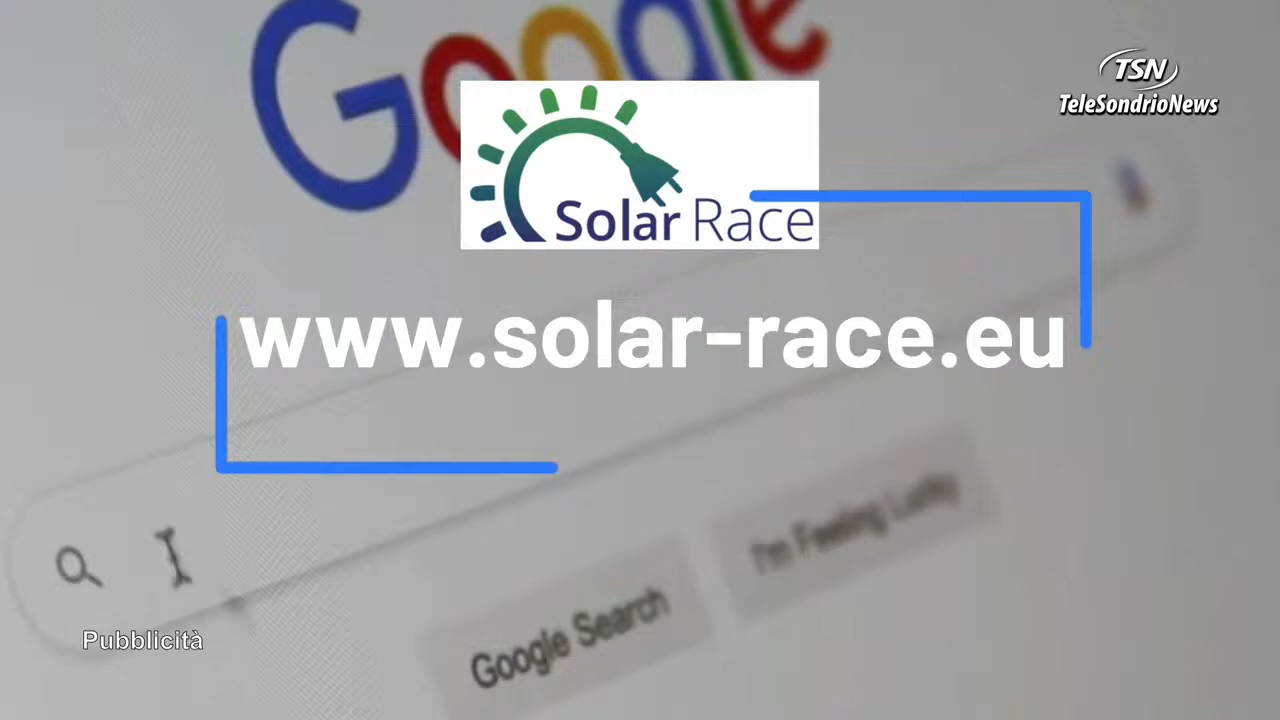 Google
TSN
TeleSondrioNews
Solar Race
www.solar-race.eu
I'm Feeling Lucky
Google Search
Pubblicità